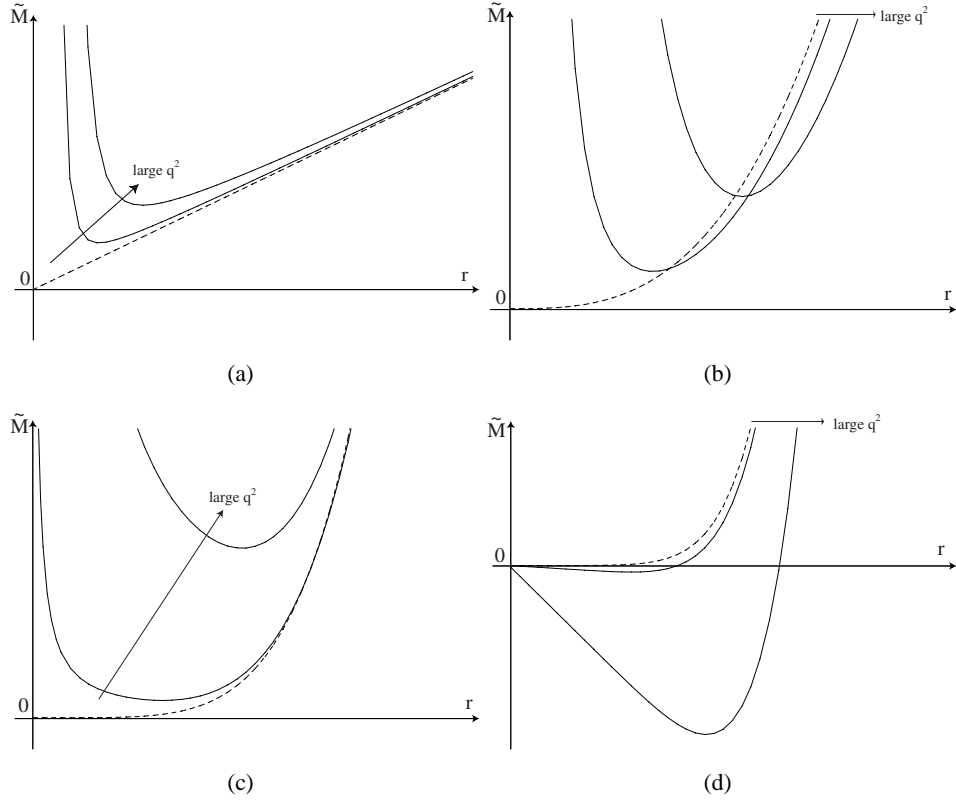 M̃
large q²
0
r
(a)
M̃
large q²
0
r
(b)
M̃
large q²
0
r
(c)
M̃
large q²
0
r
(d)